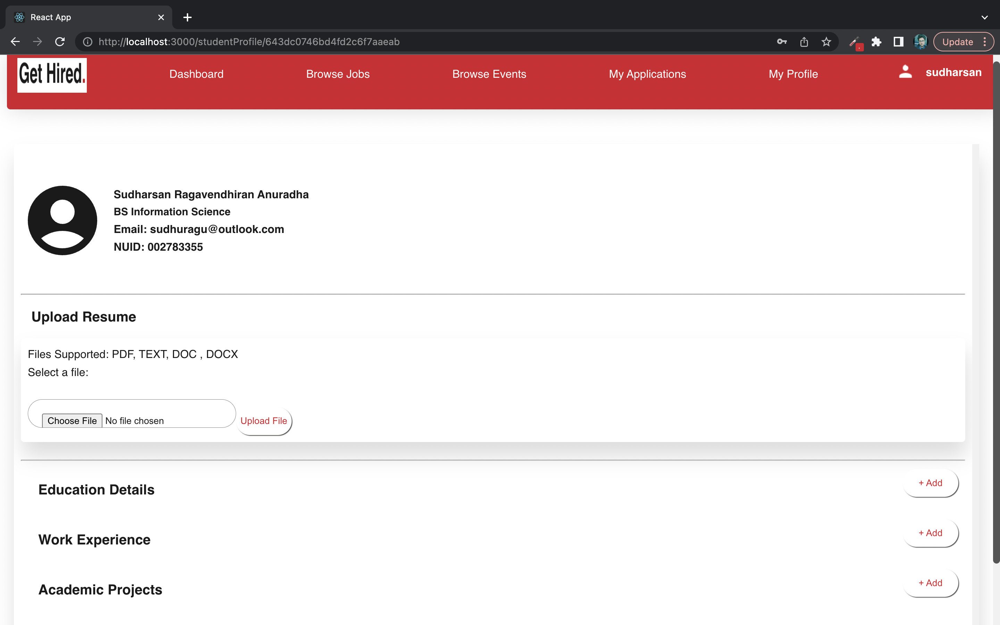 React App
http://localhost:3000/studentProfile/643dc0746bd4fd2c6f7aaeab
Update
Get Hired.
Dashboard
Browse Jobs
Browse Events
My Applications
My Profile
sudharsan
Sudharsan Ragavendhiran Anuradha
BS Information Science
Email: sudhuragu@outlook.com
NUID: 002783355
Upload Resume
Files Supported: PDF, TEXT, DOC , DOCX
Select a file:
Choose File No file chosen
Upload File
Education Details
+ Add
Work Experience
+ Add
Academic Projects
+ Add